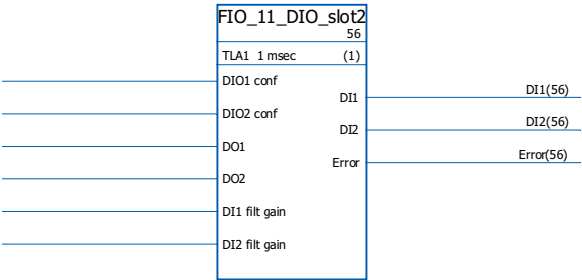 FIO_11_DIO_slot2
56
TLA1 1 msec (1)
DIO1 conf
DI1 DI1(56)
DIO2 conf
DI2 DI2(56)
DO1
Error Error(56)
DO2
DI1 filt gain
DI2 filt gain